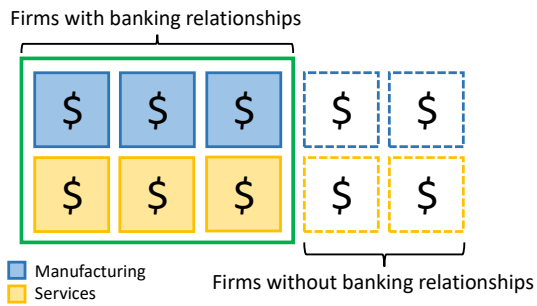 Firms with banking relationships
$ $ $ $ $
$ $ $ $ $
Manufacturing
Services
Firms without banking relationships